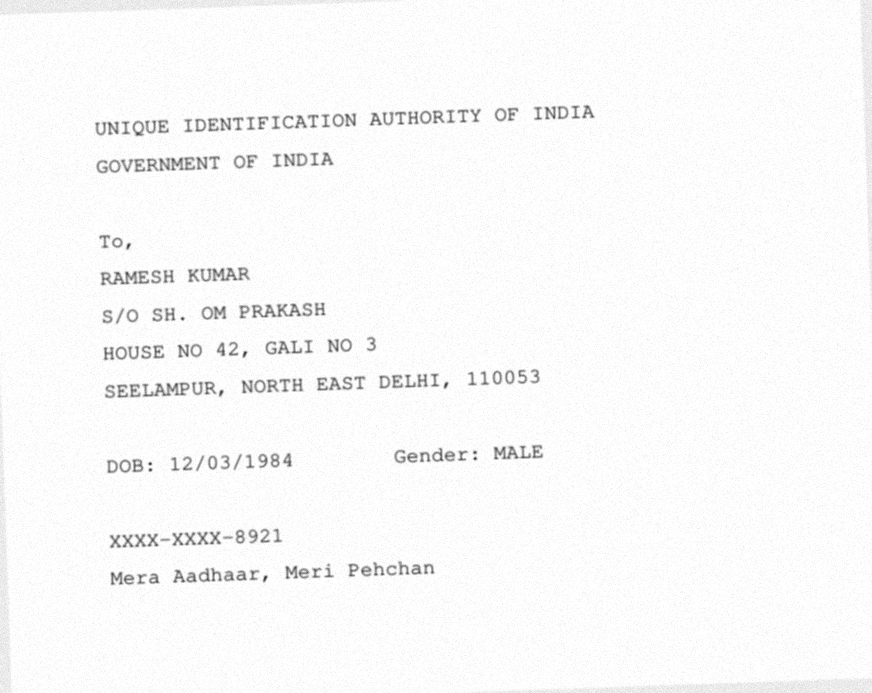 UNIQUE IDENTIFICATION AUTHORITY OF INDIA
GOVERNMENT OF INDIA
To,
RAMESH KUMAR
S/O SH. OM PRAKASH
HOUSE NO 42, GALI NO 3
SEELAMPUR, NORTH EAST DELHI, 110053
DOB: 12/03/1984 Gender: MALE
XXXX-XXXX-8921
Mera Aadhaar, Meri Pehchan